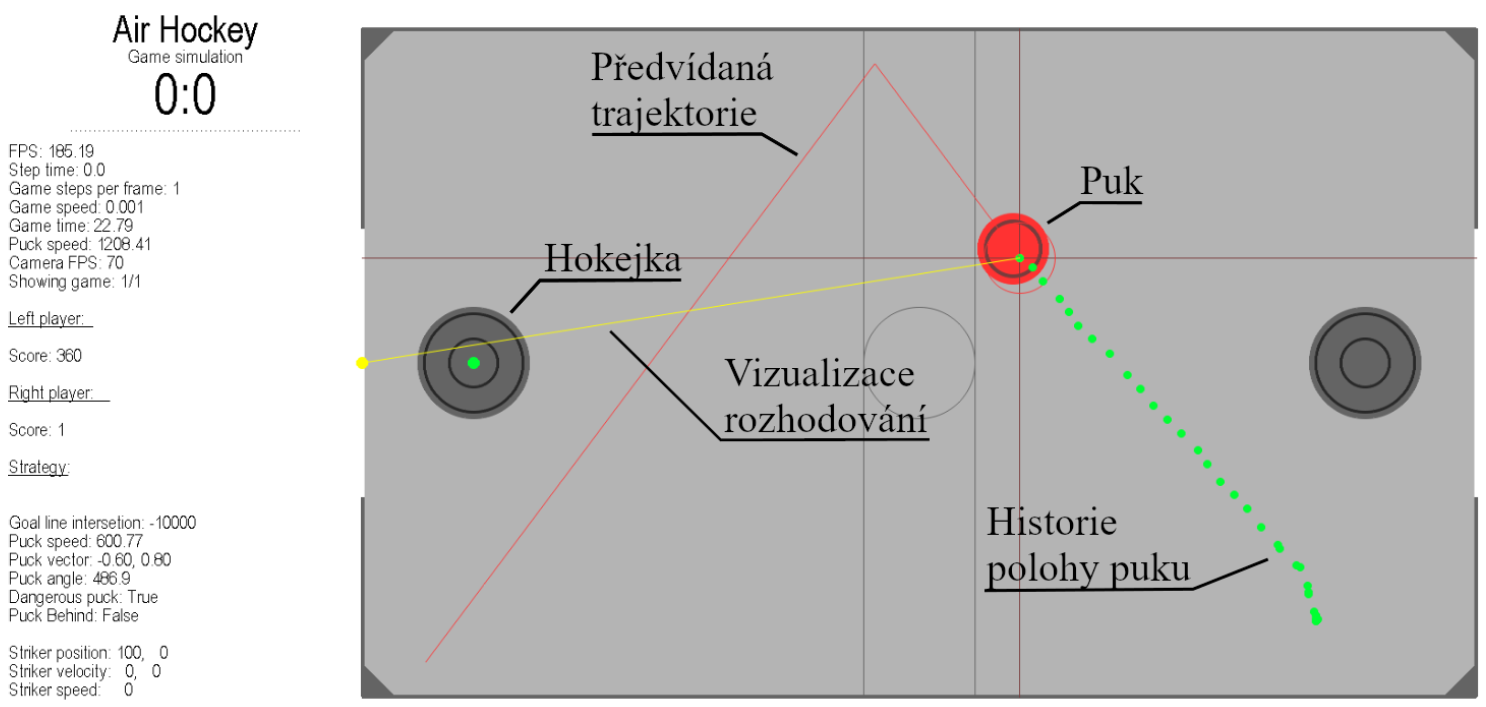 Air Hockey
Game simulation
0:0
FPS: 185.19
Step time: 0.0
Game steps per frame: 1
Game speed: 0.001
Game time: 22.79
Puck speed: 1208.41
Camera FPS: 70
Showing game: 1/1
Left player:
Score: 360
Right player:
Score: 1
Strategy:
Goal line intersetion: -10000
Puck speed: 600.77
Puck vector: -0.60, 0.80
Puck angle: 486.9
Dangerous puck: True
Puck Behind: False
Striker position: 100, 0
Striker velocity: 0, 0
Striker speed: 0
Předvídaná
trajektorie
Puk
Hokejka
Vizualizace
rozhodování
Historie
polohy puku